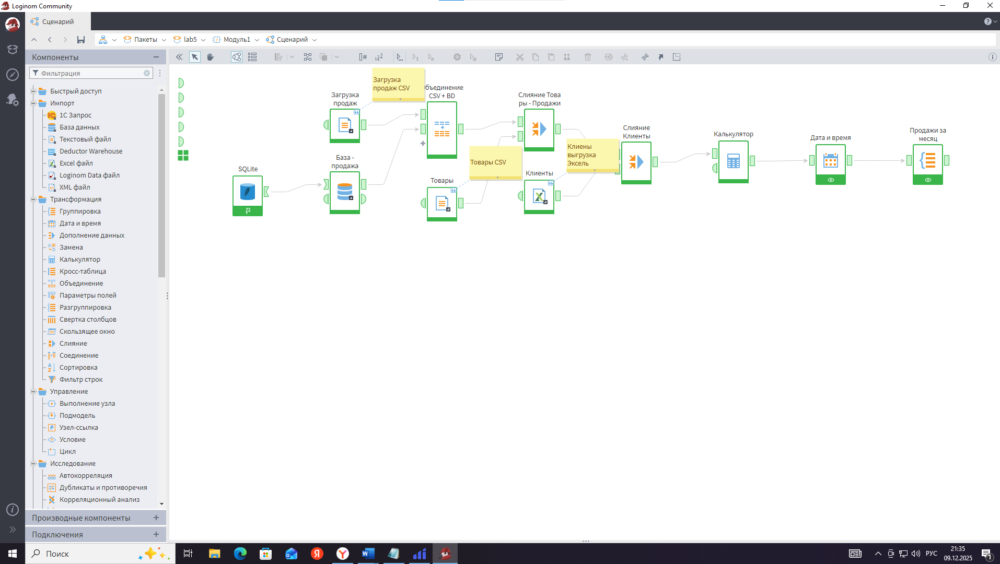 Loginom Community
Сценарий
Пакеты
lab5
Модуль1
Сценарий
Компоненты
Фильтрация
Быстрый доступ
Импорт
1С Запрос
База данных
Текстовый файл
Deductor Warehouse
Excel файл
Loginom Data файл
XML файл
Трансформация
Группировка
Дата и время
Дополнение данных
Замена
Калькулятор
Кросс-таблица
Объединение
Параметры полей
Разгруппировка
Свертка столбцов
Скользящее окно
Слияние
Соединение
Сортировка
Фильтр строк
Управление
Выполнение узла
Подмодель
Узел-ссылка
Условие
Цикл
Исследование
Автокорреляция
Дубликаты и противоречия
Корреляционный анализ
Производные компоненты
Подключения
SQLite
Загрузка
продаж
Загрузка
продаж CSV
База -
продажа
бъединение
CSV + BD
Товары
Товары CSV
Слияние Това
ры - Продажи
Клиенты
Клиены
выгрузка
Эксель
Слияние
Клиенты
Калькулятор
Дата и время
Продажи за
месяц
Поиск
РУС
21:35
09.12.2025
1